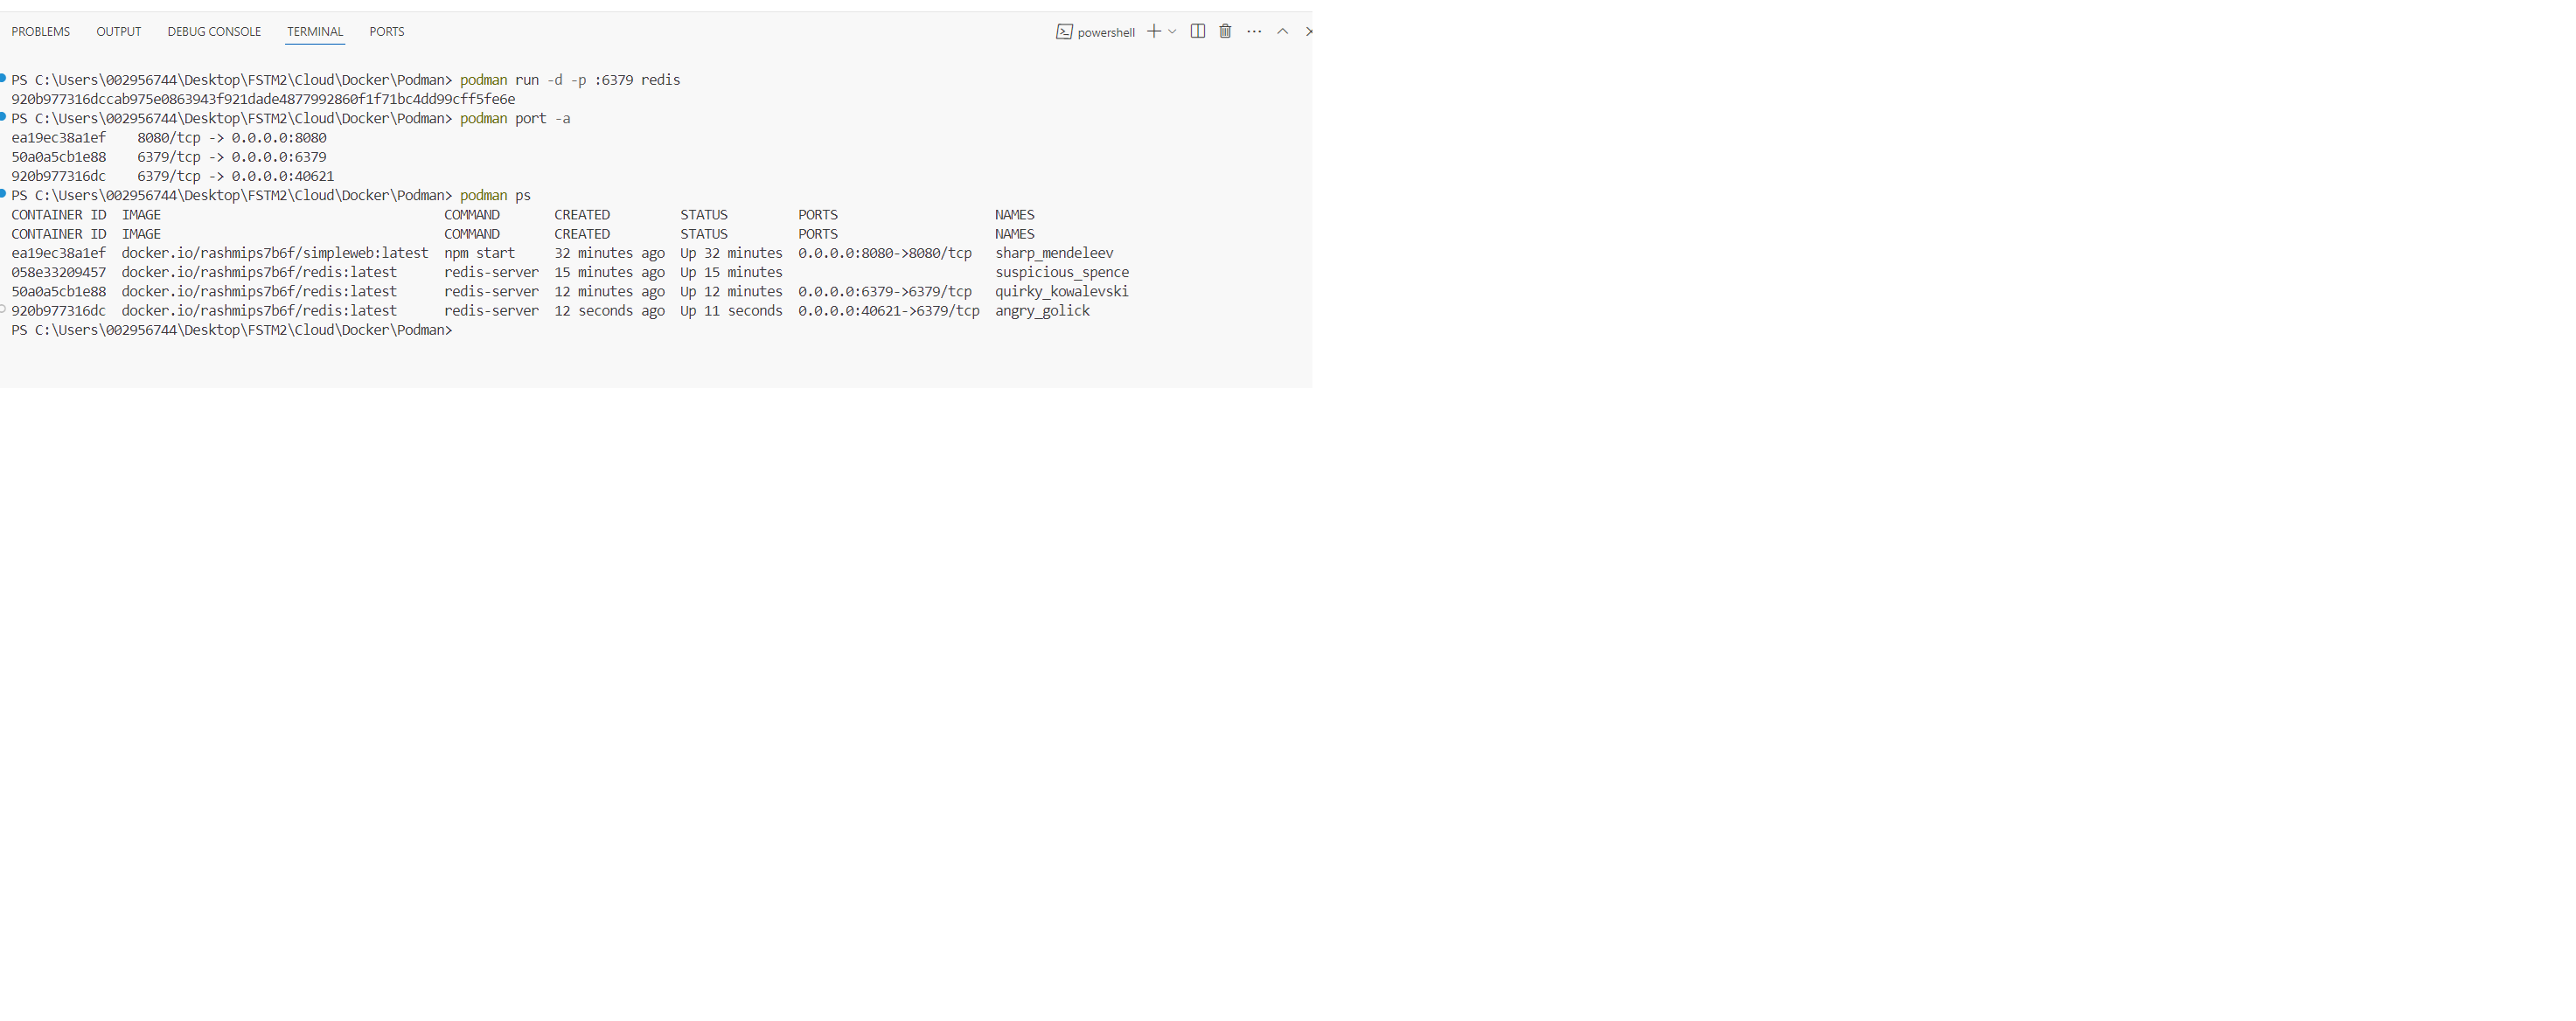 PROBLEMS OUTPUT DEBUG CONSOLE TERMINAL PORTS powershell
PS C:\Users\002956744\Desktop\FSTM2\Cloud\Docker\Podman> podman run -d -p :6379 redis
920b977316dccab975e0863943f921dade4877992860f1f71bc4dd99cff5fe6e
PS C:\Users\002956744\Desktop\FSTM2\Cloud\Docker\Podman> podman port -a
ea19ec38a1ef    8080/tcp -> 0.0.0.0:8080
50a0a5cb1e88    6379/tcp -> 0.0.0.0:6379
920b977316dc    6379/tcp -> 0.0.0.0:40621
PS C:\Users\002956744\Desktop\FSTM2\Cloud\Docker\Podman> podman ps
CONTAINER ID  IMAGE                                    COMMAND       CREATED         STATUS         PORTS                    NAMES
CONTAINER ID  IMAGE                                    COMMAND       CREATED         STATUS         PORTS                    NAMES
ea19ec38a1ef  docker.io/rashmips7b6f/simpleweb:latest  npm start     32 minutes ago  Up 32 minutes  0.0.0.0:8080->8080/tcp   sharp_mendeleev
058e33209457  docker.io/rashmips7b6f/redis:latest      redis-server  15 minutes ago  Up 15 minutes                           suspicious_spence
50a0a5cb1e88  docker.io/rashmips7b6f/redis:latest      redis-server  12 minutes ago  Up 12 minutes  0.0.0.0:6379->6379/tcp   quirky_kowalevski
920b977316dc  docker.io/rashmips7b6f/redis:latest      redis-server  12 seconds ago  Up 11 seconds  0.0.0.0:40621->6379/tcp  angry_golick
PS C:\Users\002956744\Desktop\FSTM2\Cloud\Docker\Podman>